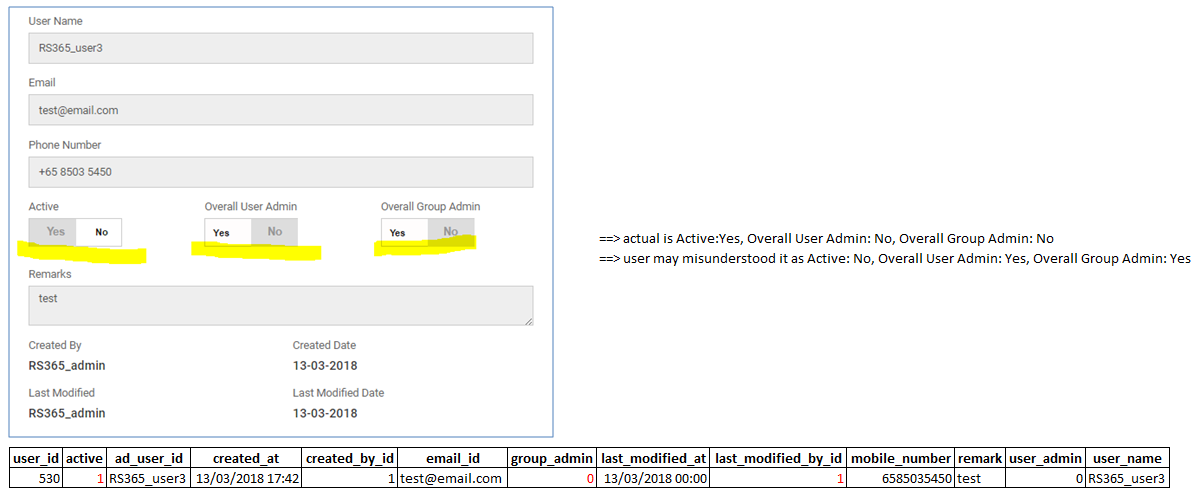 User Name
RS365_user3
Email
test@email.com
Phone Number
+65 8503 5450
Active Overall User Admin Overall Group Admin
Yes No Yes No Yes No
==> actual is Active:Yes, Overall User Admin: No, Overall Group Admin: No
==> user may misunderstood it as Active: No, Overall User Admin: Yes, Overall Group Admin: Yes
Remarks
test
Created By Created Date
RS365_admin 13-03-2018
Last Modified Last Modified Date
RS365_admin 13-03-2018
user_id active ad_user_id created_at created_by_id email_id group_admin last_modified_at last_modified_by_id mobile_number remark user_admin user_name
530 1 RS365_user3 13/03/2018 17:42 1 test@email.com 0 13/03/2018 00:00 1 6585035450 test 0 RS365_user3